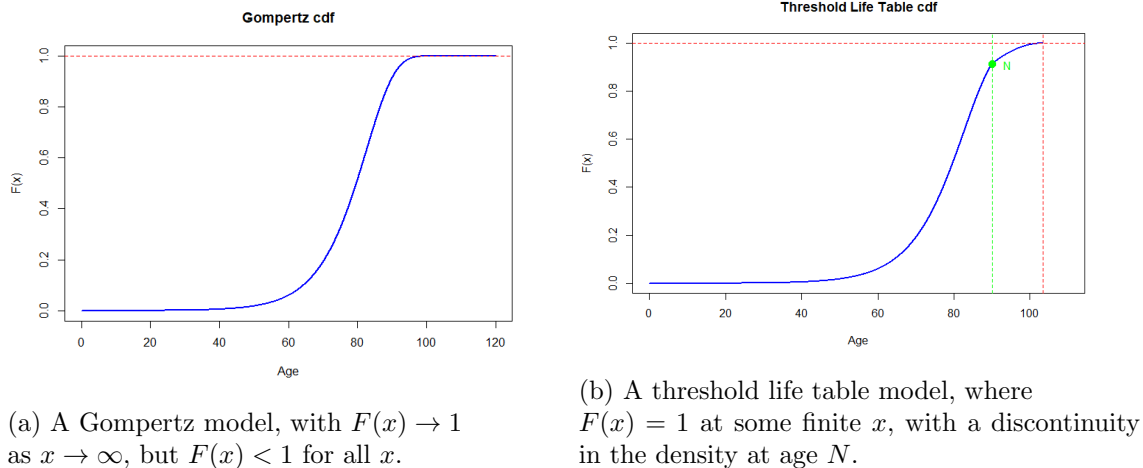 Gompertz cdf
F(x)
0.0 0.2 0.4 0.6 0.8 1.0
0 20 40 60 80 100 120
Age
(a) A Gompertz model, with F(x) → 1
as x → ∞, but F(x) < 1 for all x.
Threshold Life Table cdf
F(x)
0.0 0.2 0.4 0.6 0.8 1.0
N
0 20 40 60 80 100
Age
(b) A threshold life table model, where
F(x) = 1 at some finite x, with a discontinuity
in the density at age N.